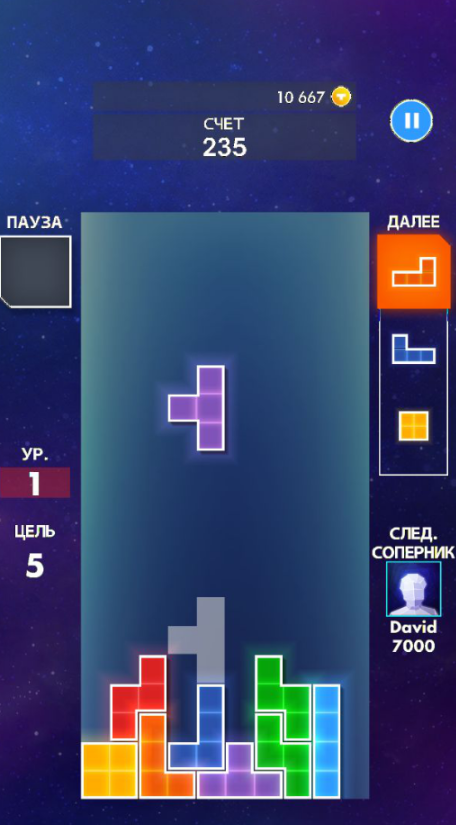 10 667
СЧЕТ
235
ПАУЗА
ДАЛЕЕ
УР.
1
ЦЕЛЬ
5
СЛЕД.
СОПЕРНИК
David
7000